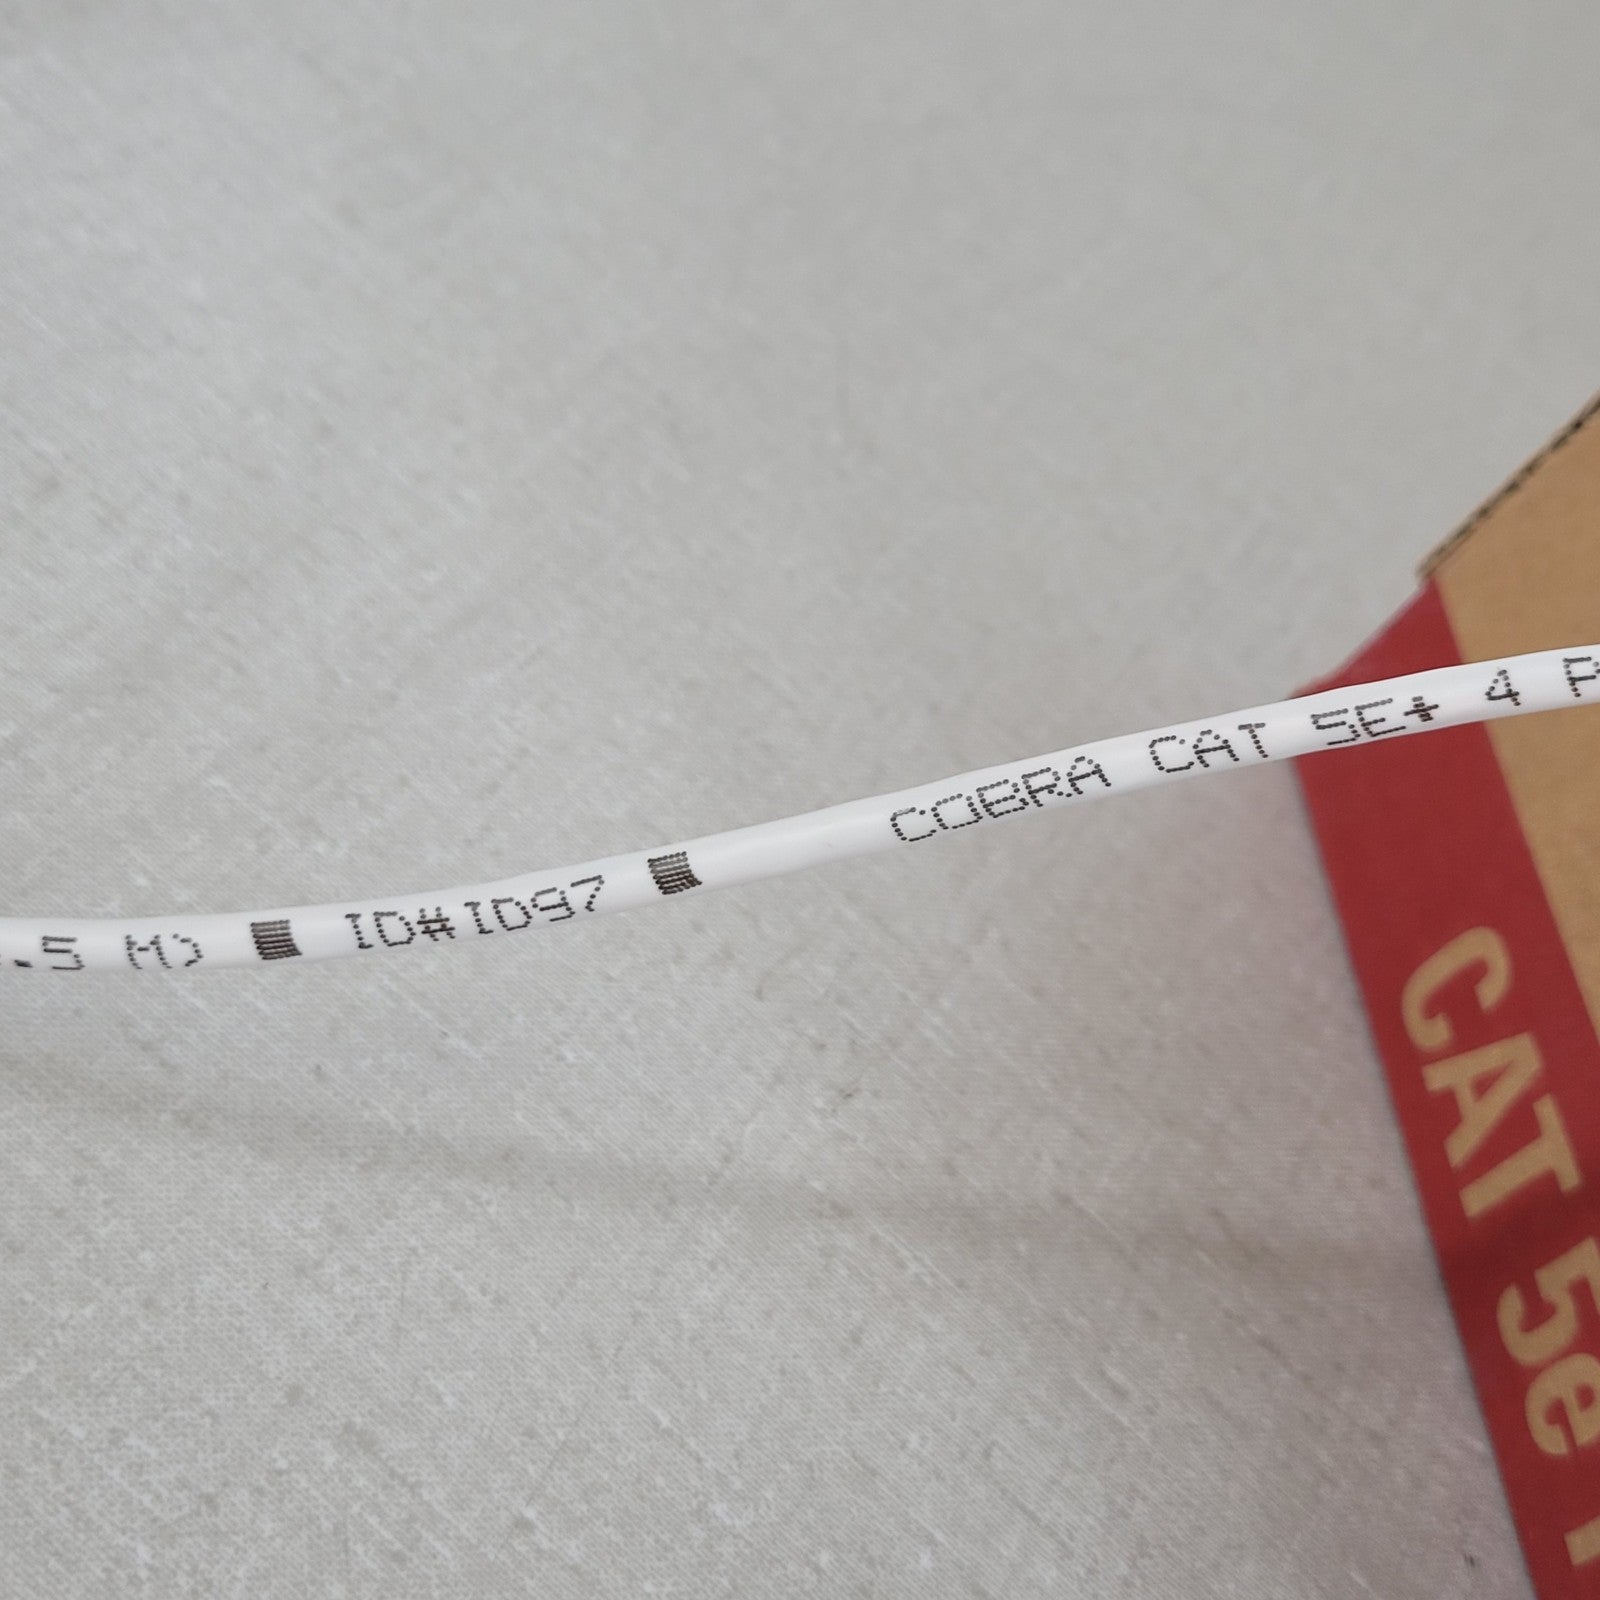 .5 M) ID#ID97 COBRA CAT 5E+ 4
CAT 5e